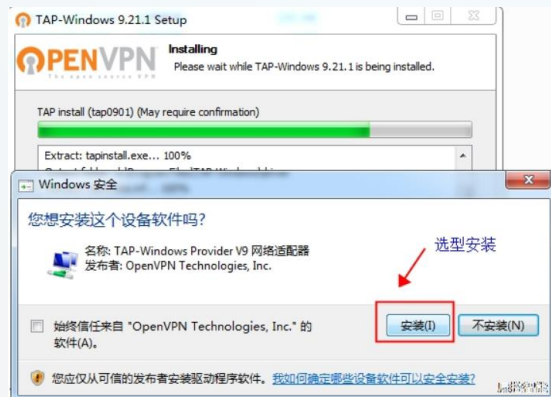 TAP-Windows 9.21.1 Setup
OPENVPN
Installing
Please wait while TAP-Windows 9.21.1 is being installed.
TAP install (tap0901) (May require confirmation)
Extract: tapinstall.exe... 100%
Windows 安全
您想安装这个设备软件吗?
名称: TAP-Windows Provider V9 网络适配器
发布者: OpenVPN Technologies, Inc.
选型安装
始终信任来自 "OpenVPN Technologies, Inc." 的
软件(A)。
安装(I)
不安装(N)
您应仅从可信的发布者安装驱动程序软件。我如何确定哪些设备软件可以安全安装?